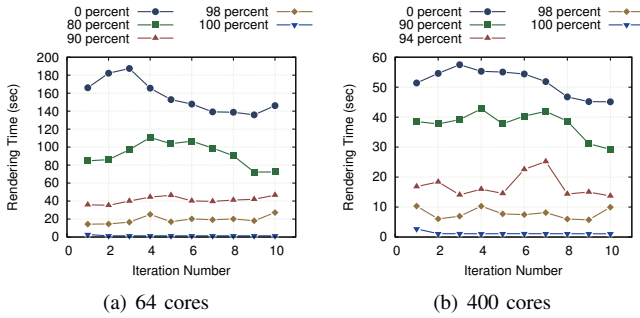 0 percent
80 percent
90 percent
98 percent
100 percent
Rendering Time (sec)
200
180
160
140
120
100
80
60
40
20
0
0 2 4 6 8 10
Iteration Number
(a) 64 cores
0 percent
90 percent
94 percent
98 percent
100 percent
Rendering Time (sec)
60
50
40
30
20
10
0
0 2 4 6 8 10
Iteration Number
(b) 400 cores